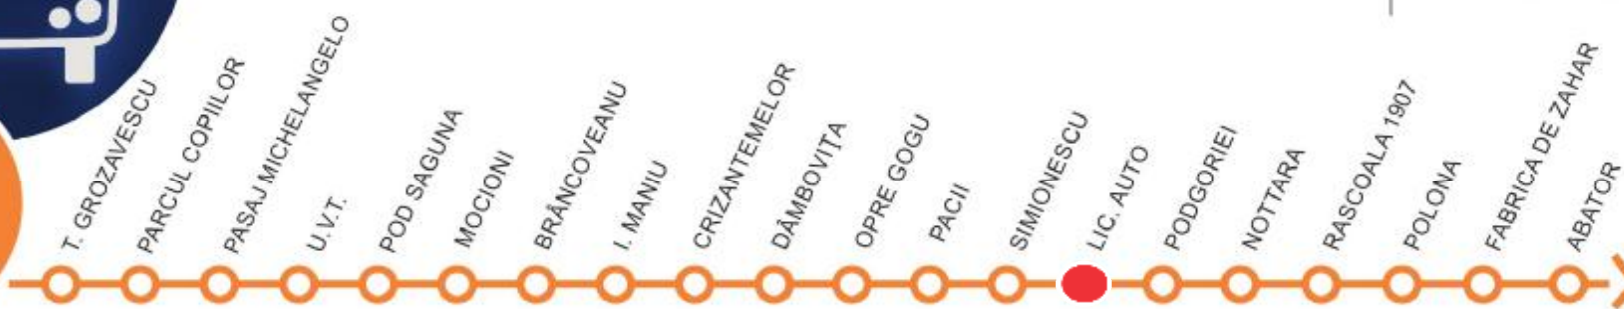 T. GROZAVESCU
PARCUL COPIILOR
PASAJ MICHELANGELO
U.V.T.
POD SAGUNA
MOCIONI
BRÂNCOVEANU
I. MANIU
CRIZANTEMELOR
DÂMBOVIȚA
OPRE GOGU
PACII
SIMIONESCU
LIC. AUTO
PODGORIEI
NOTTARA
RASCOALA 1907
POLONA
FABRICA DE ZAHAR
ABATOR